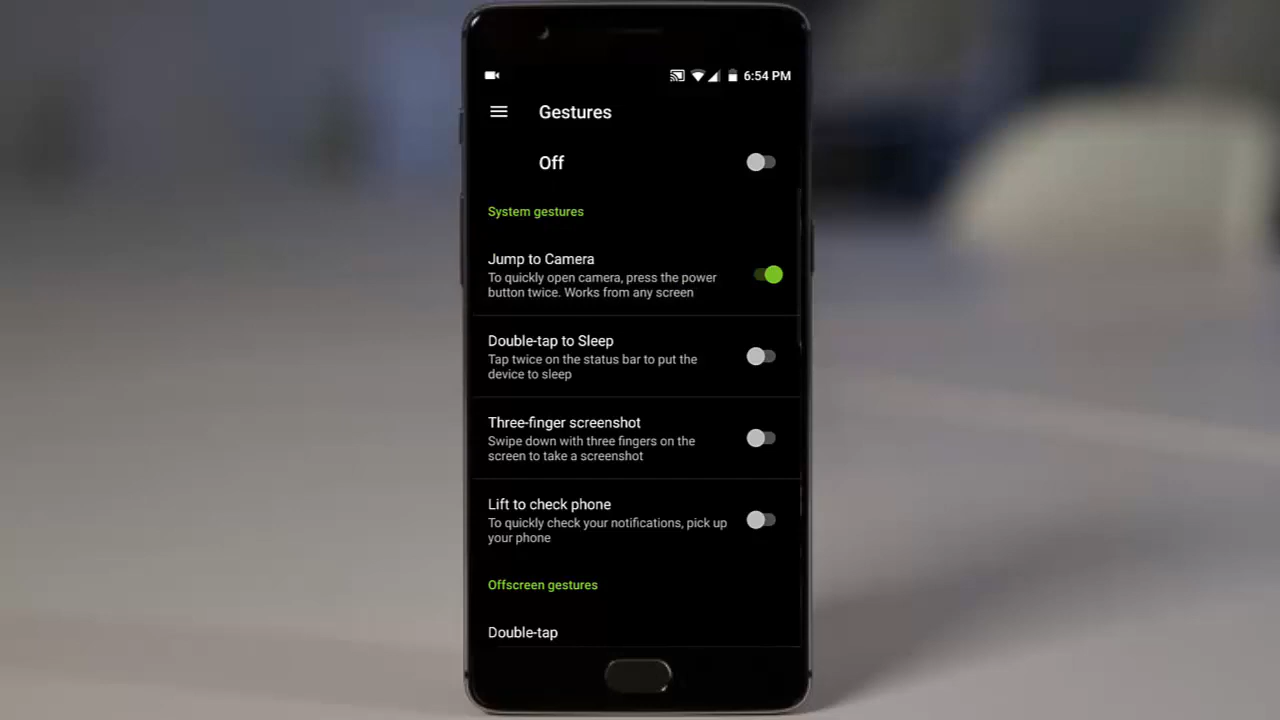 6:54 PM
Gestures
Off
System gestures
Jump to Camera
To quickly open camera, press the power
button twice. Works from any screen
Double-tap to Sleep
Tap twice on the status bar to put the
device to sleep
Three-finger screenshot
Swipe down with three fingers on the
screen to take a screenshot
Lift to check phone
To quickly check your notifications, pick up
your phone
Offscreen gestures
Double-tap